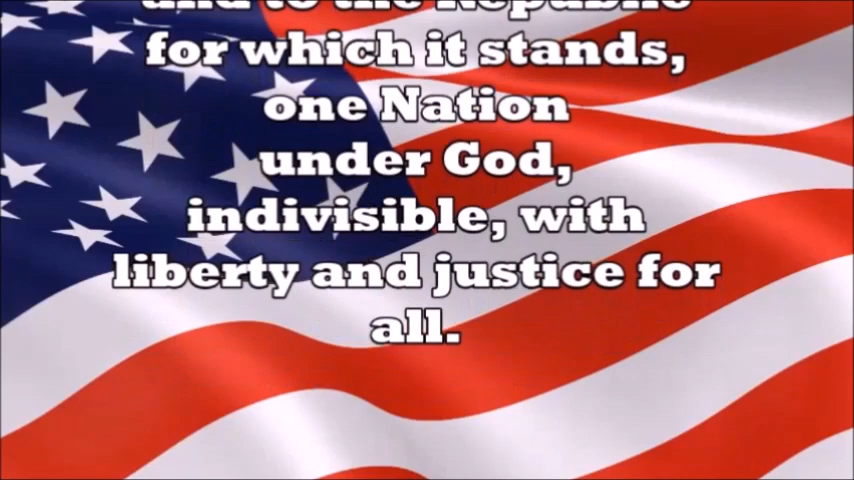 and to the Republic
for which it stands,
one Nation
under God,
indivisible, with
liberty and justice for
all.